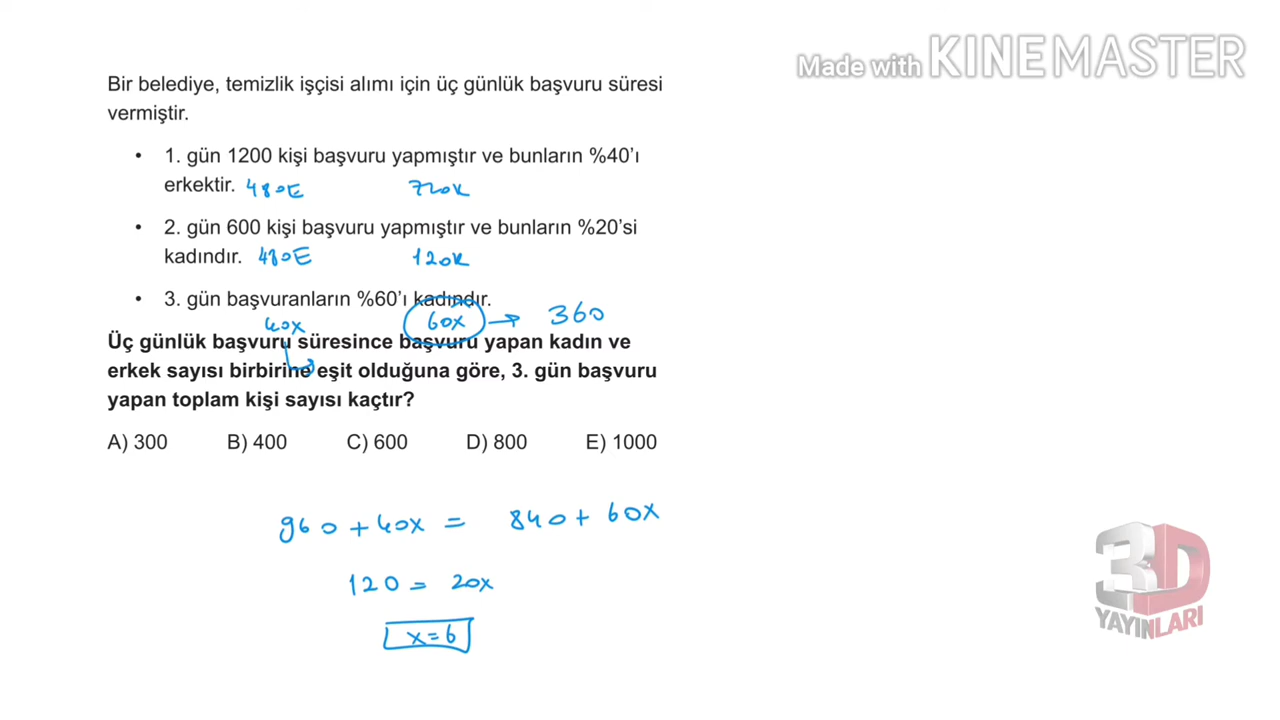 Made with KINEMASTER
Bir belediye, temizlik işçisi alımı için üç günlük başvuru süresi
vermiştir.
• 1. gün 1200 kişi başvuru yapmıştır ve bunların %40'ı
erkektir. 480E 720K
• 2. gün 600 kişi başvuru yapmıştır ve bunların %20'si
kadındır. 480E 120K
• 3. gün başvuranların %60'ı kadındır.
40x 60x → 360
Üç günlük başvuru süresince başvuru yapan kadın ve
erkek sayısı birbirine eşit olduğuna göre, 3. gün başvuru
yapan toplam kişi sayısı kaçtır?
A) 300 B) 400 C) 600 D) 800 E) 1000
960 + 40x = 840 + 60x
120 = 20x
x = 6
3D
YAYINLARI